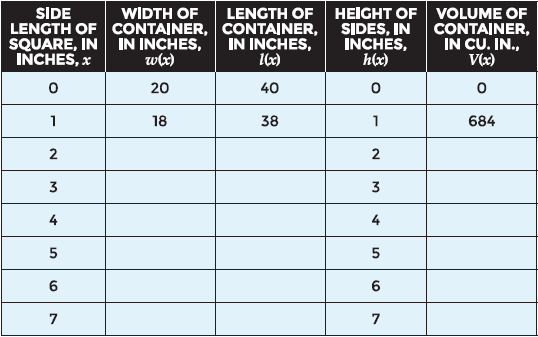 SIDE LENGTH OF SQUARE, IN INCHES, x	WIDTH OF CONTAINER, IN INCHES, w(x)	LENGTH OF CONTAINER, IN INCHES, l(x)	HEIGHT OF SIDES, IN INCHES, h(x)	VOLUME OF CONTAINER, IN CU. IN., V(x)
0	20	40	0	0
1	18	38	1	684
2			2
3			3
4			4
5			5
6			6
7			7